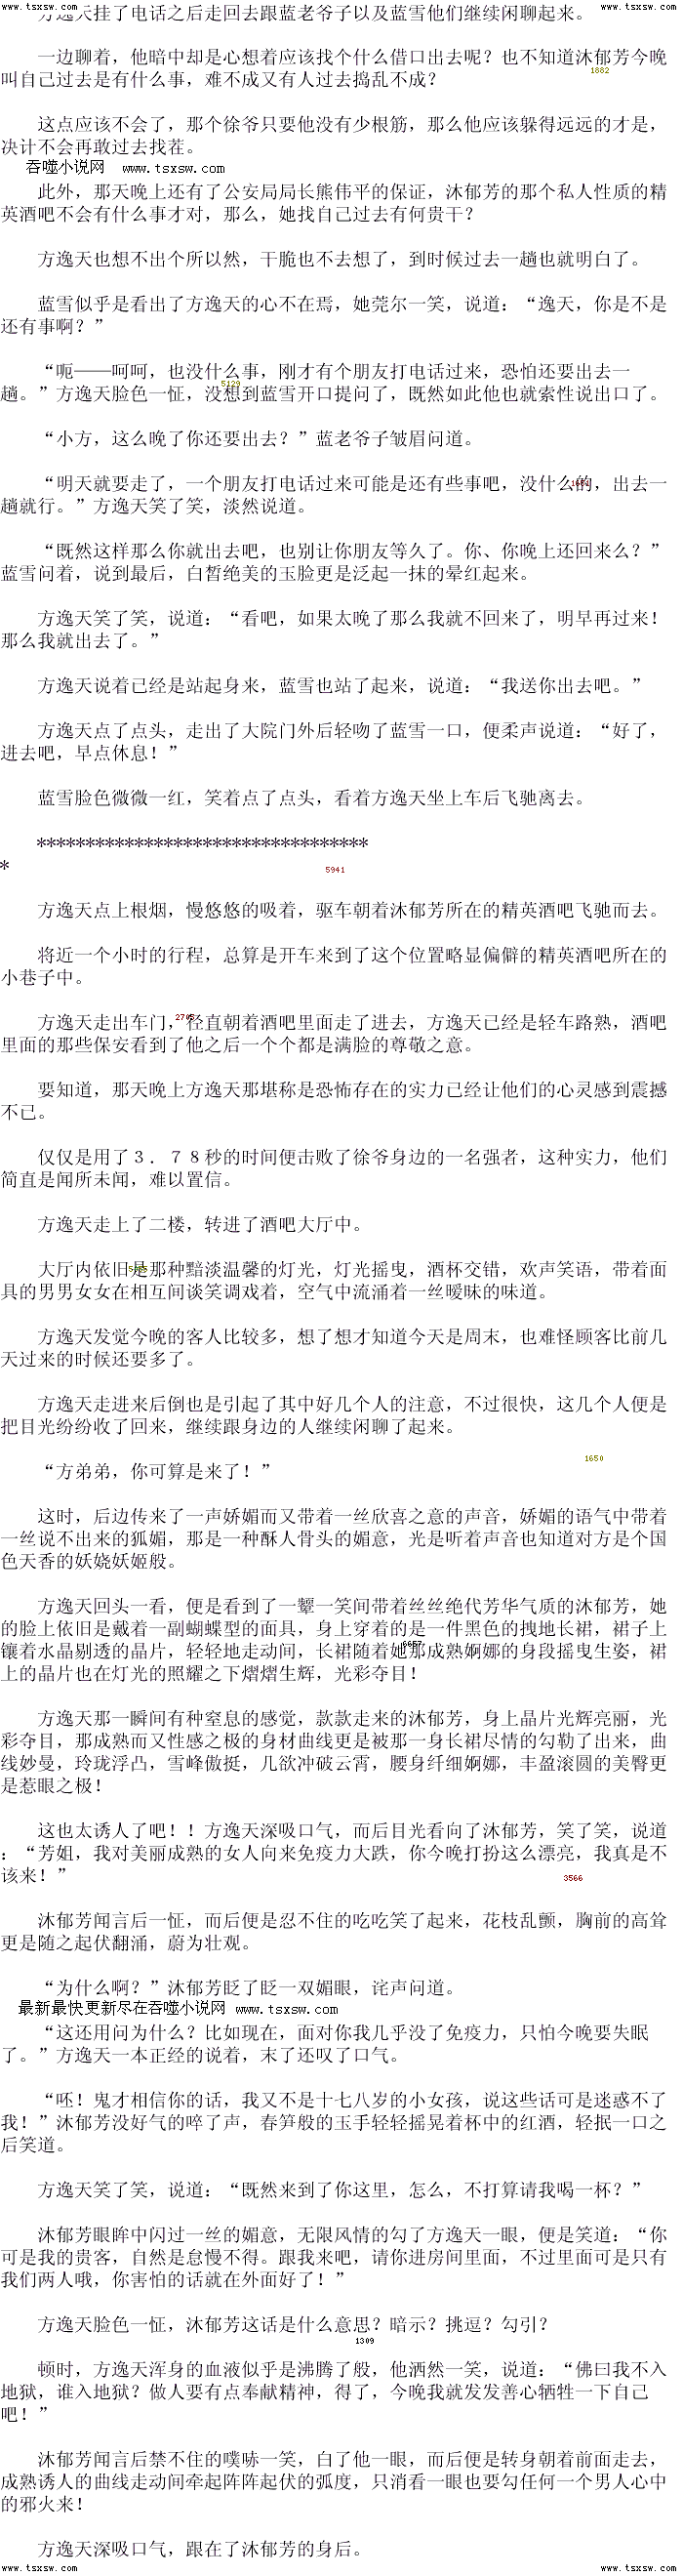 www.tsxsw.com www.tsxsw.com
方逸天挂了电话之后走回去跟蓝老爷子以及蓝雪他们继续闲聊起来。
一边聊着，他暗中却是心想着应该找个什么借口出去呢？也不知道沐郁芳今晚
叫自己过去是有什么事，难不成又有人过去捣乱不成？
1882
这点应该不会了，那个徐爷只要他没有少根筋，那么他应该躲得远远的才是，
决计不会再敢过去找茬。
吞噬小说网 www.tsxsw.com
此外，那天晚上还有了公安局局长熊伟平的保证，沐郁芳的那个私人性质的精
英酒吧不会有什么事才对，那么，她找自己过去有何贵干？
方逸天也想不出个所以然，干脆也不去想了，到时候过去一趟也就明白了。
蓝雪似乎是看出了方逸天的心不在焉，她莞尔一笑，说道：“逸天，你是不是
还有事啊？”
“呃——呵呵，也没什么事，刚才有个朋友打电话过来，恐怕还要出去一
5129
趟。”方逸天脸色一怔，没想到蓝雪开口提问了，既然如此他也就索性说出口了。
“小方，这么晚了你还要出去？”蓝老爷子皱眉问道。
“明天就要走了，一个朋友打电话过来可能是还有些事吧，没什么的，出去一
趟就行。”方逸天笑了笑，淡然说道。
“既然这样那么你就出去吧，也别让你朋友等久了。你、你晚上还回来么？”
蓝雪问着，说到最后，白皙绝美的玉脸更是泛起一抹的晕红起来。
方逸天笑了笑，说道：“看吧，如果太晚了那么我就不回来了，明早再过来！
那么我就出去了。”
方逸天说着已经是站起身来，蓝雪也站了起来，说道：“我送你出去吧。”
方逸天点了点头，走出了大院门外后轻吻了蓝雪一口，便柔声说道：“好了，
进去吧，早点休息！”
蓝雪脸色微微一红，笑着点了点头，看着方逸天坐上车后飞驰离去。
**********************************
*
5941
方逸天点上根烟，慢悠悠的吸着，驱车朝着沐郁芳所在的精英酒吧飞驰而去。
将近一个小时的行程，总算是开车来到了这个位置略显偏僻的精英酒吧所在的
小巷子中。
方逸天走出车门，径直朝着酒吧里面走了进去，方逸天已经是轻车路熟，酒吧
里面的那些保安看到了他之后一个个都是满脸的尊敬之意。
要知道，那天晚上方逸天那堪称是恐怖存在的实力已经让他们的心灵感到震撼
不已。
仅仅是用了３．７８秒的时间便击败了徐爷身边的一名强者，这种实力，他们
简直是闻所未闻，难以置信。
方逸天走上了二楼，转进了酒吧大厅中。
大厅内依旧是那种黯淡温馨的灯光，灯光摇曳，酒杯交错，欢声笑语，带着面
具的男男女女在相互间谈笑调戏着，空气中流涌着一丝暧昧的味道。
方逸天发觉今晚的客人比较多，想了想才知道今天是周末，也难怪顾客比前几
天过来的时候还要多了。
方逸天走进来后倒也是引起了其中好几个人的注意，不过很快，这几个人便是
把目光纷纷收了回来，继续跟身边的人继续闲聊了起来。
1650
“方弟弟，你可算是来了！”
这时，后边传来了一声娇媚而又带着一丝欣喜之意的声音，娇媚的语气中带着
一丝说不出来的狐媚，那是一种酥人骨头的媚意，光是听着声音也知道对方是个国
色天香的妖娆妖姬般。
方逸天回头一看，便是看到了一颦一笑间带着丝丝绝代芳华气质的沐郁芳，她
的脸上依旧是戴着一副蝴蝶型的面具，身上穿着的是一件黑色的拽地长裙，裙子上
镶着水晶剔透的晶片，轻轻地走动间，长裙随着她那成熟婀娜的身段摇曳生姿，裙
6657
上的晶片也在灯光的照耀之下熠熠生辉，光彩夺目！
方逸天那一瞬间有种窒息的感觉，款款走来的沐郁芳，身上晶片光辉亮丽，光
彩夺目，那成熟而又性感之极的身材曲线更是被那一身长裙尽情的勾勒了出来，曲
线妙曼，玲珑浮凸，雪峰傲挺，几欲冲破云霄，腰身纤细婀娜，丰盈滚圆的美臀更
是惹眼之极！
这也太诱人了吧！！方逸天深吸口气，而后目光看向了沐郁芳，笑了笑，说道
：“芳姐，我对美丽成熟的女人向来免疫力大跌，你今晚打扮这么漂亮，我真是不
该来！”
3566
沐郁芳闻言后一怔，而后便是忍不住的吃吃笑了起来，花枝乱颤，胸前的高耸
更是随之起伏翻涌，蔚为壮观。
“为什么啊？”沐郁芳眨了眨一双媚眼，诧声问道。
最新最快更新尽在吞噬小说网 www.tsxsw.com
“这还用问为什么？比如现在，面对你我几乎没了免疫力，只怕今晚要失眠
了。”方逸天一本正经的说着，末了还叹了口气。
“呸！鬼才相信你的话，我又不是十七八岁的小女孩，说这些话可是迷惑不了
我！”沐郁芳没好气的啐了声，春笋般的玉手轻轻摇晃着杯中的红酒，轻抿一口之
后笑道。
方逸天笑了笑，说道：“既然来到了你这里，怎么，不打算请我喝一杯？”
沐郁芳眼眸中闪过一丝的媚意，无限风情的勾了方逸天一眼，便是笑道：“你
可是我的贵客，自然是怠慢不得。跟我来吧，请你进房间里面，不过里面可是只有
我们两人哦，你害怕的话就在外面好了！”
方逸天脸色一怔，沐郁芳这话是什么意思？暗示？挑逗？勾引？
1309
顿时，方逸天浑身的血液似乎是沸腾了般，他洒然一笑，说道：“佛曰我不入
地狱，谁入地狱？做人要有点奉献精神，得了，今晚我就发发善心牺牲一下自己
吧！”
沐郁芳闻言后禁不住的噗哧一笑，白了他一眼，而后便是转身朝着前面走去，
成熟诱人的曲线走动间牵起阵阵起伏的弧度，只消看一眼也要勾任何一个男人心中
的邪火来！
方逸天深吸口气，跟在了沐郁芳的身后。
www.tsxsw.com www.tsxsw.com